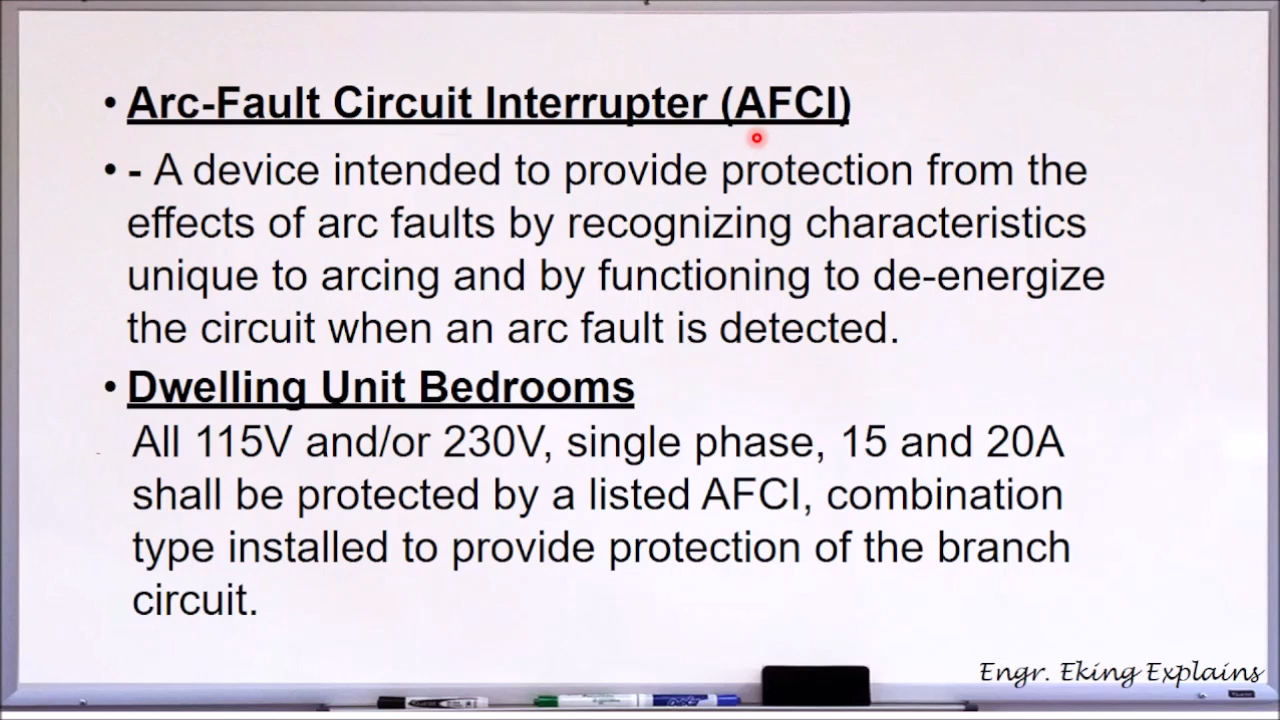 • Arc-Fault Circuit Interrupter (AFCI)
• - A device intended to provide protection from the
effects of arc faults by recognizing characteristics
unique to arcing and by functioning to de-energize
the circuit when an arc fault is detected.
• Dwelling Unit Bedrooms
All 115V and/or 230V, single phase, 15 and 20A
shall be protected by a listed AFCI, combination
type installed to provide protection of the branch
circuit.
Engr. Eking Explains